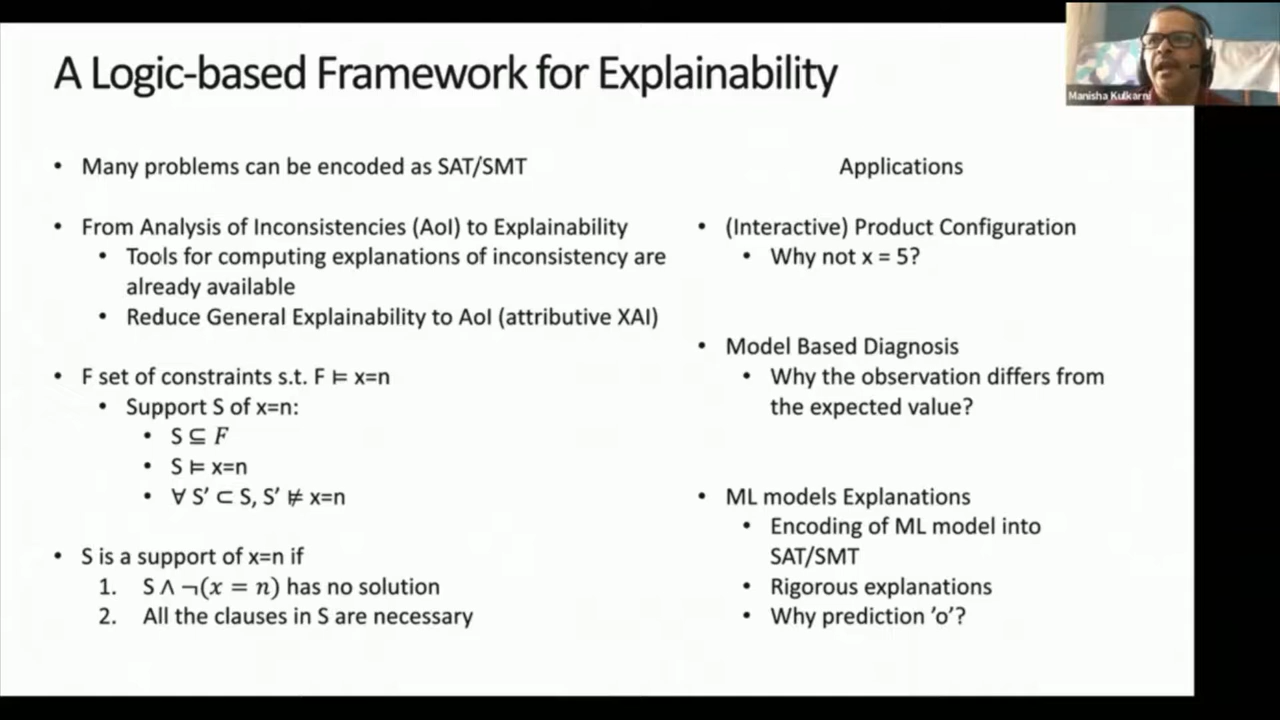 A Logic-based Framework for Explainability
Manisha Kulkarni
• Many problems can be encoded as SAT/SMT
• From Analysis of Inconsistencies (AoI) to Explainability
• Tools for computing explanations of inconsistency are
already available
• Reduce General Explainability to AoI (attributive XAI)
• F set of constraints s.t. F ⊨ x=n
• Support S of x=n:
• S ⊆ F
• S ⊨ x=n
• ∀ S′ ⊂ S, S′ ⊭ x=n
• S is a support of x=n if
1. S ∧ ¬(x = n) has no solution
2. All the clauses in S are necessary
Applications
• (Interactive) Product Configuration
• Why not x = 5?
• Model Based Diagnosis
• Why the observation differs from
the expected value?
• ML models Explanations
• Encoding of ML model into
SAT/SMT
• Rigorous explanations
• Why prediction ’o’?